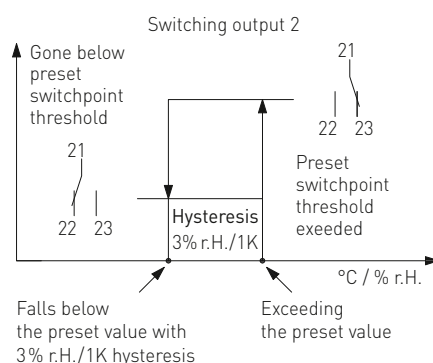 Switching output 2
Gone below
preset
switchpoint
threshold
21
22 23
21
22 23
Preset
switchpoint
threshold
exeeded
Hysteresis
3% r.H./1K
°C / % r.H.
Falls below
the preset value with
3% r.H./1K hysteresis
Exceeding
the preset value